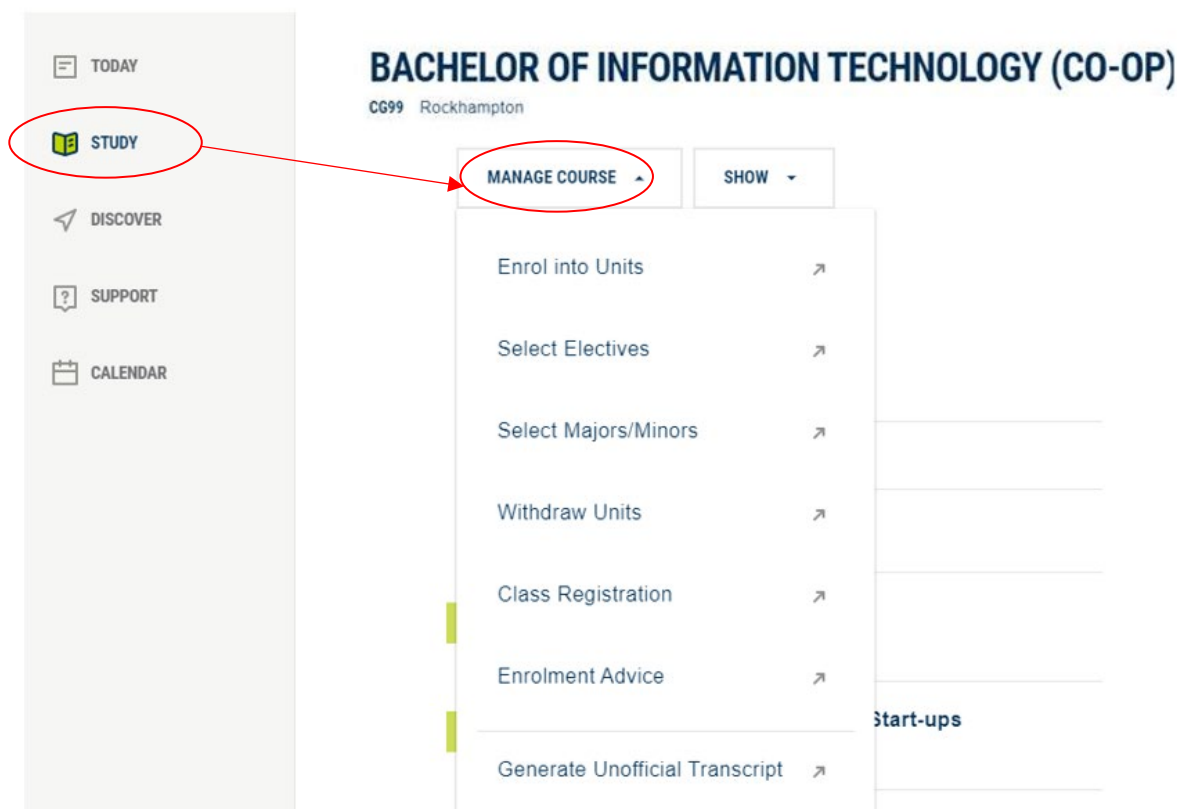 TODAY
STUDY
DISCOVER
SUPPORT
CALENDAR
BACHELOR OF INFORMATION TECHNOLOGY (CO-OP)
CG99 Rockhampton
MANAGE COURSE SHOW
Enrol into Units
Select Electives
Select Majors/Minors
Withdraw Units
Class Registration
Enrolment Advice
Start-ups
Generate Unofficial Transcript